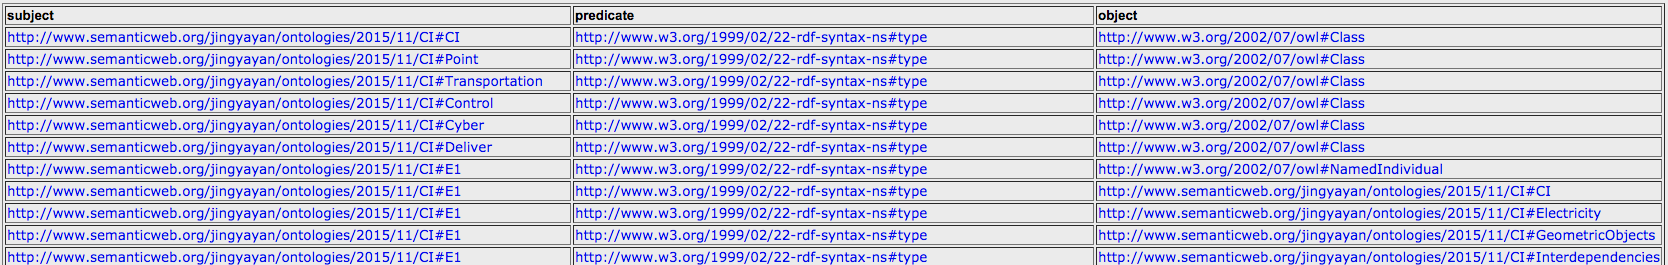 subject predicate object
http://www.semanticweb.org/jingyayan/ontologies/2015/11/CI#CI http://www.w3.org/1999/02/22-rdf-syntax-ns#type http://www.w3.org/2002/07/owl#Class
http://www.semanticweb.org/jingyayan/ontologies/2015/11/CI#Point http://www.w3.org/1999/02/22-rdf-syntax-ns#type http://www.w3.org/2002/07/owl#Class
http://www.semanticweb.org/jingyayan/ontologies/2015/11/CI#Transportation http://www.w3.org/1999/02/22-rdf-syntax-ns#type http://www.w3.org/2002/07/owl#Class
http://www.semanticweb.org/jingyayan/ontologies/2015/11/CI#Control http://www.w3.org/1999/02/22-rdf-syntax-ns#type http://www.w3.org/2002/07/owl#Class
http://www.semanticweb.org/jingyayan/ontologies/2015/11/CI#Cyber http://www.w3.org/1999/02/22-rdf-syntax-ns#type http://www.w3.org/2002/07/owl#Class
http://www.semanticweb.org/jingyayan/ontologies/2015/11/CI#Deliver http://www.w3.org/1999/02/22-rdf-syntax-ns#type http://www.w3.org/2002/07/owl#Class
http://www.semanticweb.org/jingyayan/ontologies/2015/11/CI#E1 http://www.w3.org/1999/02/22-rdf-syntax-ns#type http://www.w3.org/2002/07/owl#NamedIndividual
http://www.semanticweb.org/jingyayan/ontologies/2015/11/CI#E1 http://www.w3.org/1999/02/22-rdf-syntax-ns#type http://www.semanticweb.org/jingyayan/ontologies/2015/11/CI#CI
http://www.semanticweb.org/jingyayan/ontologies/2015/11/CI#E1 http://www.w3.org/1999/02/22-rdf-syntax-ns#type http://www.semanticweb.org/jingyayan/ontologies/2015/11/CI#Electricity
http://www.semanticweb.org/jingyayan/ontologies/2015/11/CI#E1 http://www.w3.org/1999/02/22-rdf-syntax-ns#type http://www.semanticweb.org/jingyayan/ontologies/2015/11/CI#GeometricObjects
http://www.semanticweb.org/jingyayan/ontologies/2015/11/CI#E1 http://www.w3.org/1999/02/22-rdf-syntax-ns#type http://www.semanticweb.org/jingyayan/ontologies/2015/11/CI#Interdependencies